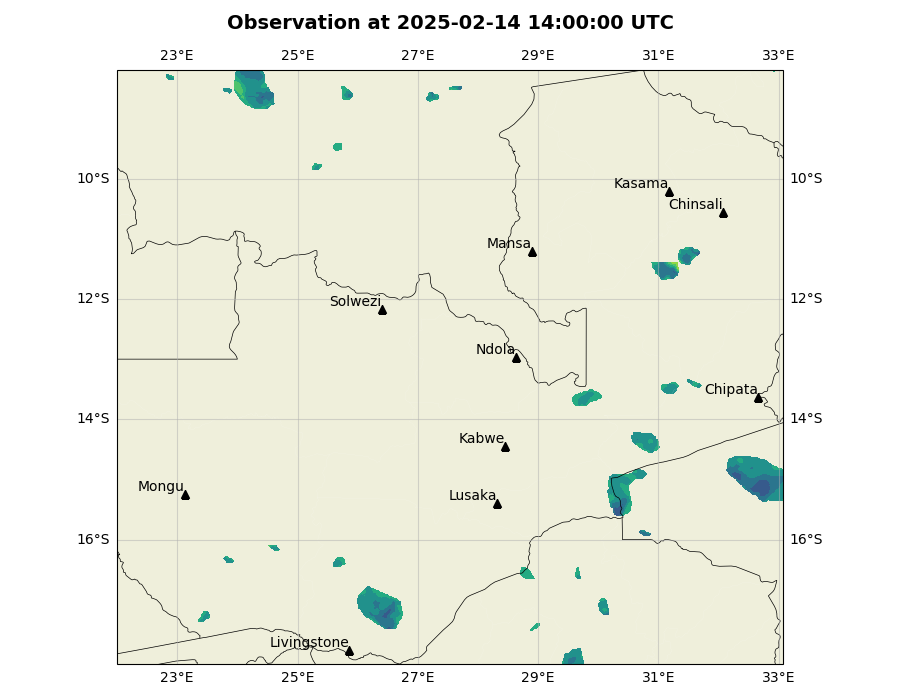 Observation at 2025-02-14 14:00:00 UTC
23°E 25°E 27°E 29°E 31°E 33°E
10°S 10°S
Kasama
Chinsali
Mansa
12°S 12°S
Solwezi
Ndola
Chipata
14°S 14°S
Kabwe
Mongu
Lusaka
16°S 16°S
Livingstone
23°E 25°E 27°E 29°E 31°E 33°E